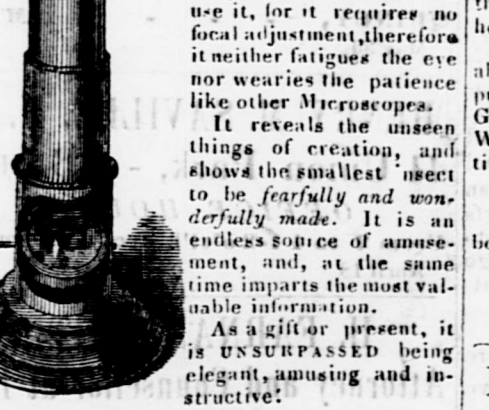 use it, for it requires no
focal adjustment,therefore
it neither fatigues the eye
nor wearies the patience
like other Microscopes.
It reveals the unseen
things of creation, and
shows the smallest insect
to be fearfully and won-
derfully made. It is an
endless source of amuse-
ment, and, at the same
time imparts the most val-
uable information.
As a gift or present, it
is UNSURPASSED being
elegant, amusing and in-
structive!